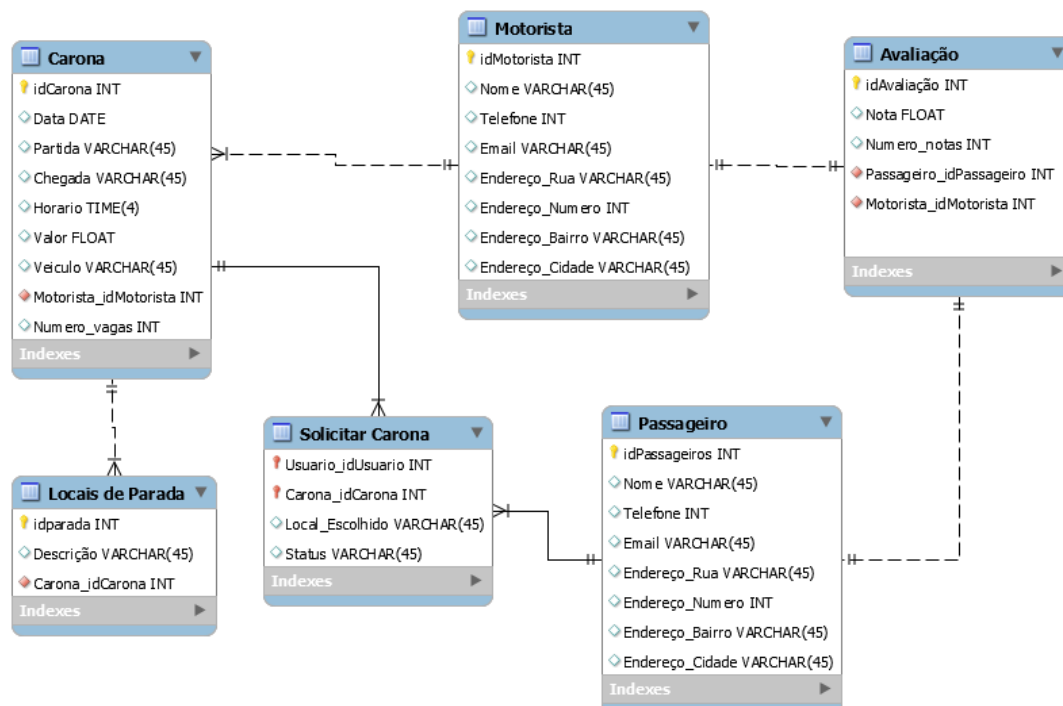 Carona
idCarona INT
Data DATE
Partida VARCHAR(45)
Chegada VARCHAR(45)
Horario TIME(4)
Valor FLOAT
Veiculo VARCHAR(45)
Motorista_idMotorista INT
Numero_vagas INT
Indexes
Motorista
idMotorista INT
Nome VARCHAR(45)
Telefone INT
Email VARCHAR(45)
Endereço_Rua VARCHAR(45)
Endereço_Numero INT
Endereço_Bairro VARCHAR(45)
Endereço_Cidade VARCHAR(45)
Indexes
Avaliação
idAvaliação INT
Nota FLOAT
Numero_notas INT
Passageiro_idPassageiro INT
Motorista_idMotorista INT
Indexes
Locais de Parada
idparada INT
Descrição VARCHAR(45)
Carona_idCarona INT
Indexes
Solicitar Carona
Usuario_idUsuario INT
Carona_idCarona INT
Local_Escolhido VARCHAR(45)
Status VARCHAR(45)
Indexes
Passageiro
idPassageiros INT
Nome VARCHAR(45)
Telefone INT
Email VARCHAR(45)
Endereço_Rua VARCHAR(45)
Endereço_Numero INT
Endereço_Bairro VARCHAR(45)
Endereço_Cidade VARCHAR(45)
Indexes